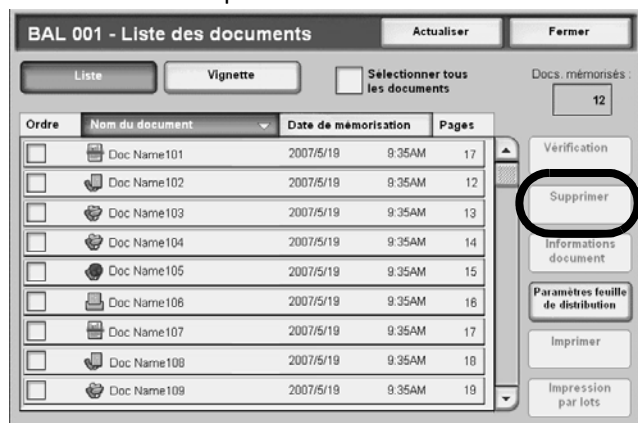 BAL 001 - Liste des documents Actualiser Fermer
Liste Vignette Sélectionner tous les documents Docs. mémorisés :
12
Ordre Nom du document Date de mémorisation Pages
Doc Name101 2007/5/19 9:35AM 17
Doc Name102 2007/5/19 9:35AM 12
Doc Name103 2007/5/19 9:35AM 13
Doc Name104 2007/5/19 9:35AM 14
Doc Name105 2007/5/19 9:35AM 15
Doc Name106 2007/5/19 9:35AM 16
Doc Name107 2007/5/19 9:35AM 17
Doc Name108 2007/5/19 9:35AM 18
Doc Name109 2007/5/19 9:35AM 19
Vérification
Supprimer
Informations
document
Paramètres feuille
de distribution
Imprimer
Impression
par lots